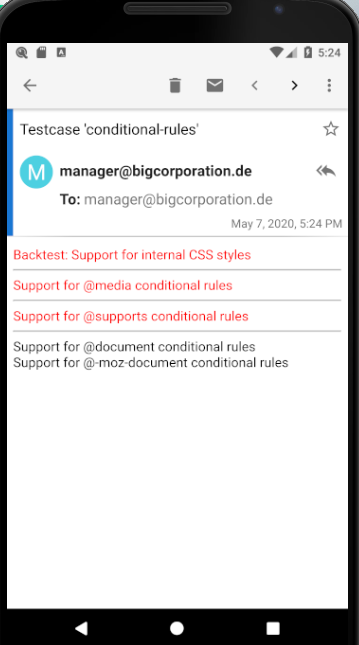 5:24
Testcase 'conditional-rules'
M
manager@bigcorporation.de
To: manager@bigcorporation.de
May 7, 2020, 5:24 PM
Backtest: Support for internal CSS styles
Support for @media conditional rules
Support for @supports conditional rules
Support for @document conditional rules
Support for @-moz-document conditional rules